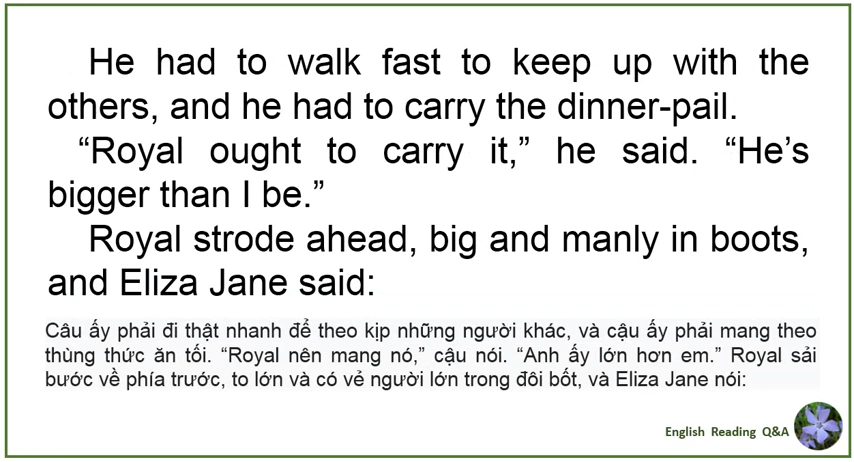 He had to walk fast to keep up with the
others, and he had to carry the dinner-pail.
“Royal ought to carry it,” he said. “He’s
bigger than I be.”
Royal strode ahead, big and manly in boots,
and Eliza Jane said:
Câu ấy phải đi thật nhanh để theo kịp những người khác, và cậu ấy phải mang theo
thùng thức ăn tối. “Royal nên mang nó,” cậu nói. “Anh ấy lớn hơn em.” Royal sải
bước về phía trước, to lớn và có vẻ người lớn trong đôi bốt, và Eliza Jane nói:
English Reading Q&A